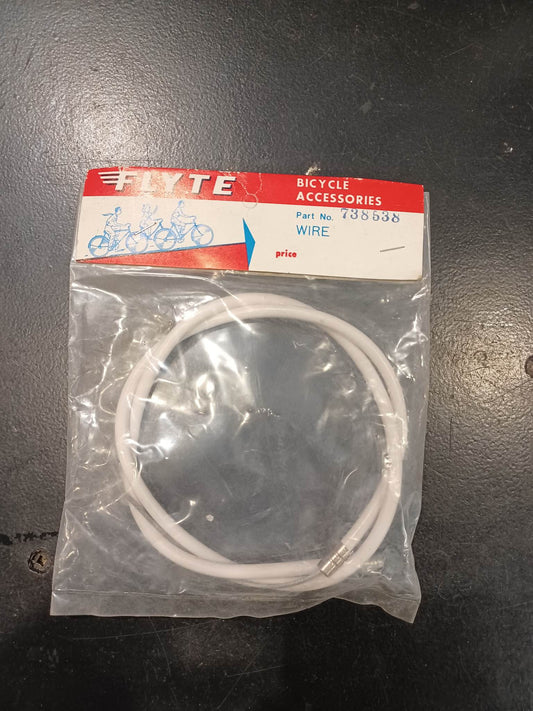 FLYTE
BICYCLE
ACCESSORIES
Part No. 738538
WIRE
price